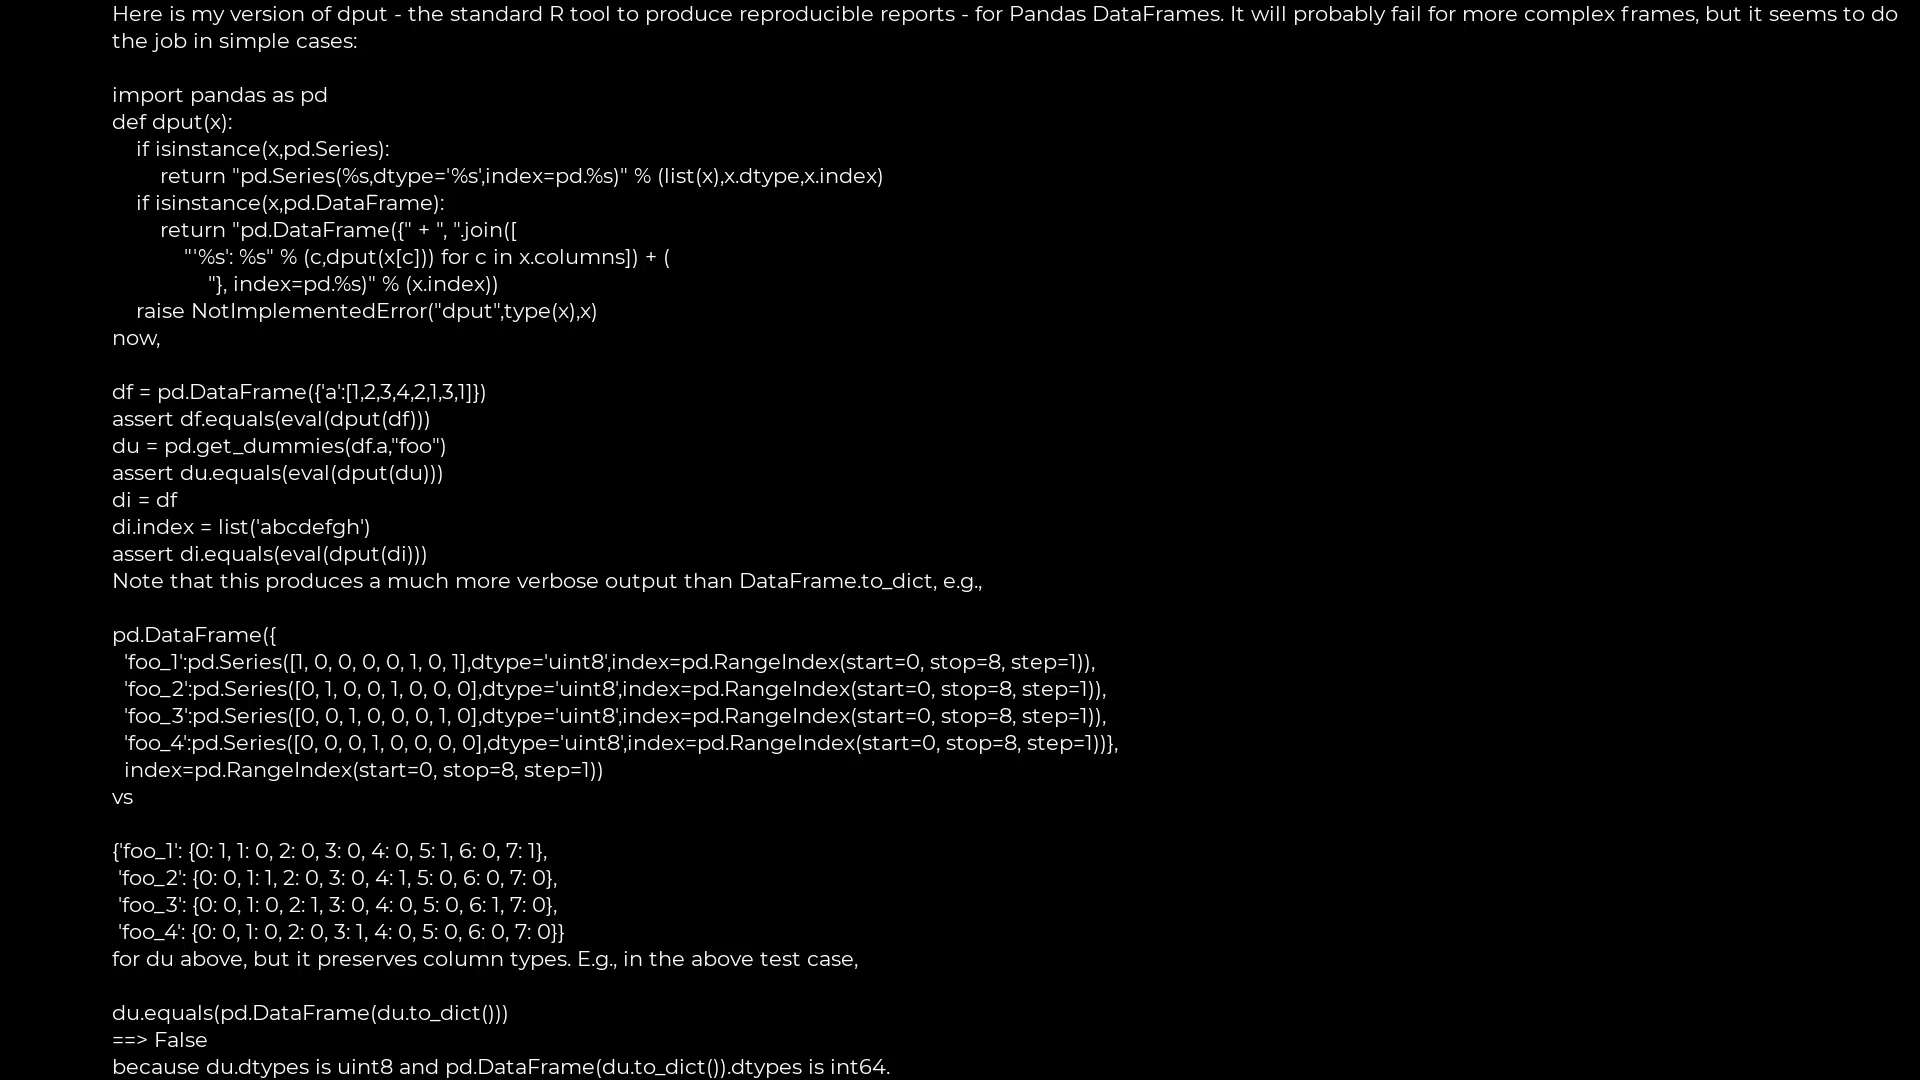 Here is my version of dput - the standard R tool to produce reproducible reports - for Pandas DataFrames. It will probably fail for more complex frames, but it seems to do
the job in simple cases:
import pandas as pd
def dput(x):
    if isinstance(x,pd.Series):
        return "pd.Series(%s,dtype='%s',index=pd.%s)" % (list(x),x.dtype,x.index)
    if isinstance(x,pd.DataFrame):
        return "pd.DataFrame({" + ", ".join([
            "'%s': %s" % (c,dput(x[c])) for c in x.columns]) + (
                "}, index=pd.%s)" % (x.index))
    raise NotImplementedError("dput",type(x),x)
now,
df = pd.DataFrame({'a':[1,2,3,4,2,1,3,1]})
assert df.equals(eval(dput(df)))
du = pd.get_dummies(df.a,"foo")
assert du.equals(eval(dput(du)))
di = df
di.index = list('abcdefgh')
assert di.equals(eval(dput(di)))
Note that this produces a much more verbose output than DataFrame.to_dict, e.g.,
pd.DataFrame({
  'foo_1':pd.Series([1, 0, 0, 0, 0, 1, 0, 1],dtype='uint8',index=pd.RangeIndex(start=0, stop=8, step=1)),
  'foo_2':pd.Series([0, 1, 0, 0, 1, 0, 0, 0],dtype='uint8',index=pd.RangeIndex(start=0, stop=8, step=1)),
  'foo_3':pd.Series([0, 0, 1, 0, 0, 0, 1, 0],dtype='uint8',index=pd.RangeIndex(start=0, stop=8, step=1)),
  'foo_4':pd.Series([0, 0, 0, 1, 0, 0, 0, 0],dtype='uint8',index=pd.RangeIndex(start=0, stop=8, step=1))},
  index=pd.RangeIndex(start=0, stop=8, step=1))
vs
{'foo_1': {0: 1, 1: 0, 2: 0, 3: 0, 4: 0, 5: 1, 6: 0, 7: 1},
 'foo_2': {0: 0, 1: 1, 2: 0, 3: 0, 4: 1, 5: 0, 6: 0, 7: 0},
 'foo_3': {0: 0, 1: 0, 2: 1, 3: 0, 4: 0, 5: 0, 6: 1, 7: 0},
 'foo_4': {0: 0, 1: 0, 2: 0, 3: 1, 4: 0, 5: 0, 6: 0, 7: 0}}
for du above, but it preserves column types. E.g., in the above test case,
du.equals(pd.DataFrame(du.to_dict()))
==> False
because du.dtypes is uint8 and pd.DataFrame(du.to_dict()).dtypes is int64.